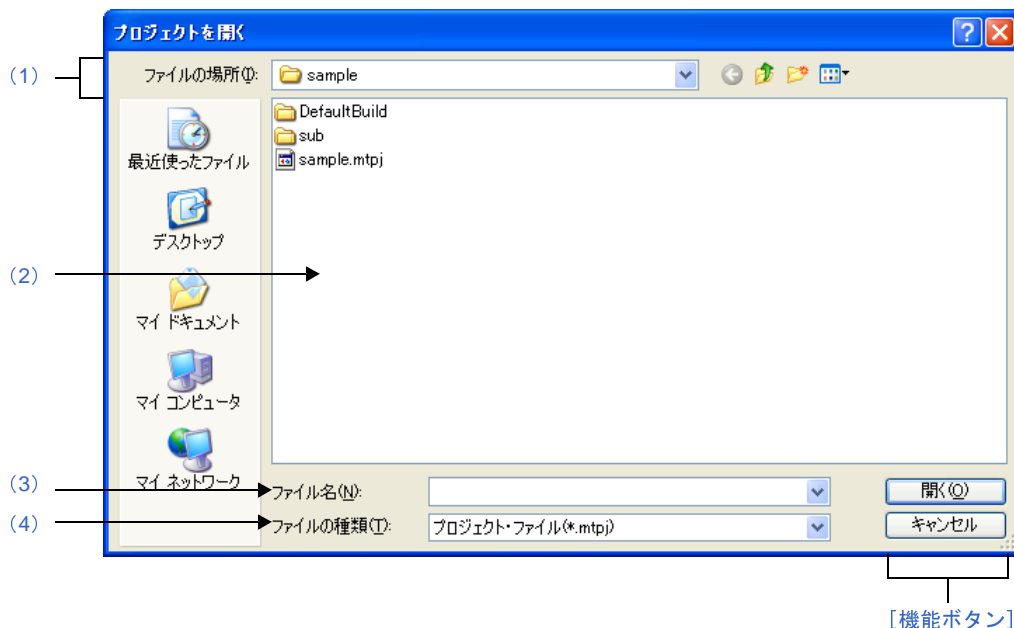 プロジェクトを開く
(1)
ファイルの場所(I):
sample
DefaultBuild
sub
sample.mtpj
最近使ったファイル
デスクトップ
(2)
マイ ドキュメント
マイ コンピュータ
マイ ネットワーク
(3)
ファイル名(N):
開く(O)
(4)
ファイルの種類(T):
プロジェクト・ファイル(*.mtpj)
キャンセル
[機能ボタン]